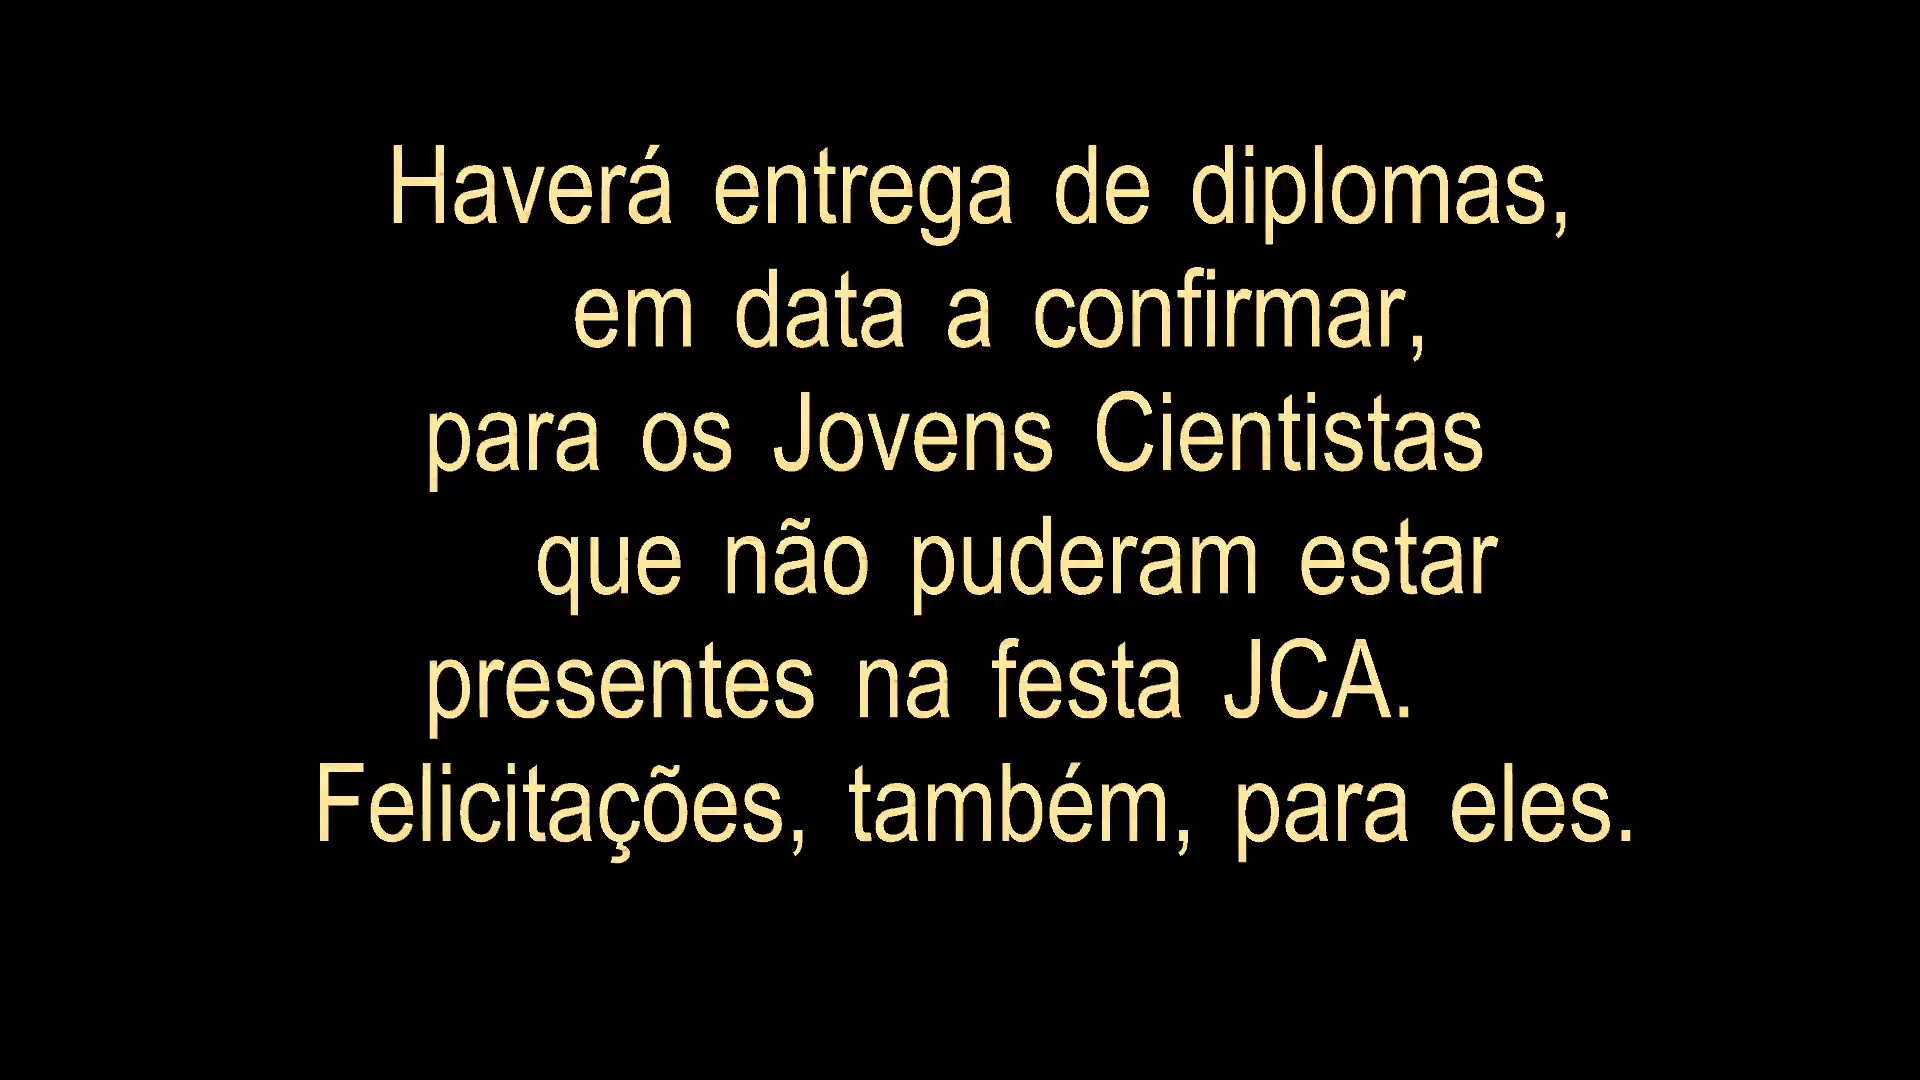 Haverá entrega de diplomas,
em data a confirmar,
para os Jovens Cientistas
que não puderam estar
presentes na festa JCA.
Felicitações, também, para eles.